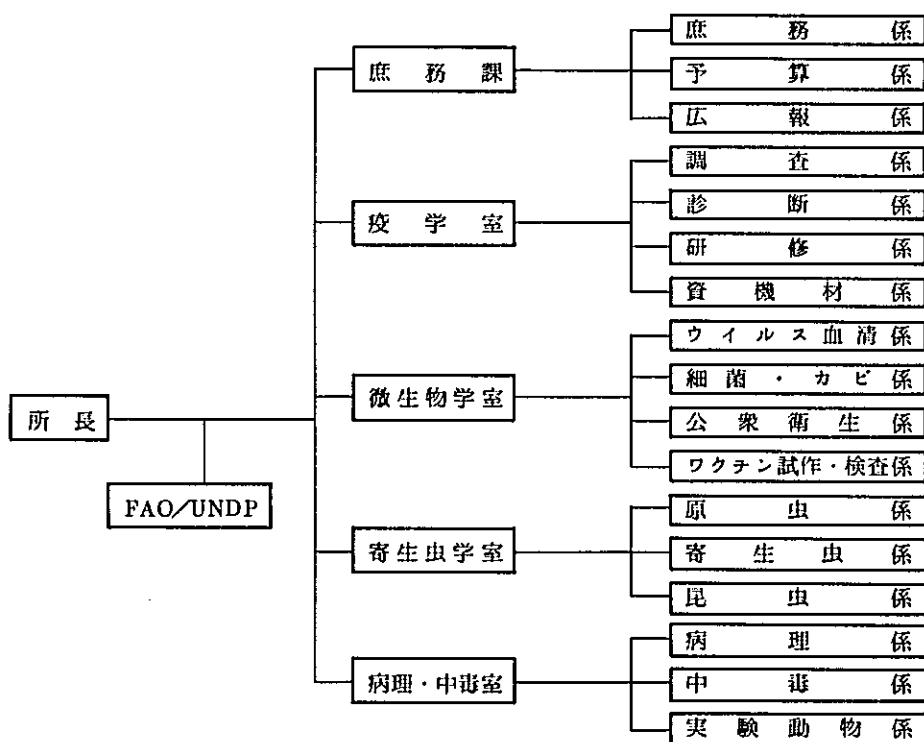 所長
FAO/UNDP
庶務課
庶務係
予算係
広報係
疫学室
調査係
診断係
研修係
資機材係
微生物学室
ウイルス血清係
細菌・カビ係
公衆衛生係
ワクチン試作・検査係
寄生虫学室
原虫係
寄生虫係
昆虫係
病理・中毒室
病理係
中毒係
実験動物係